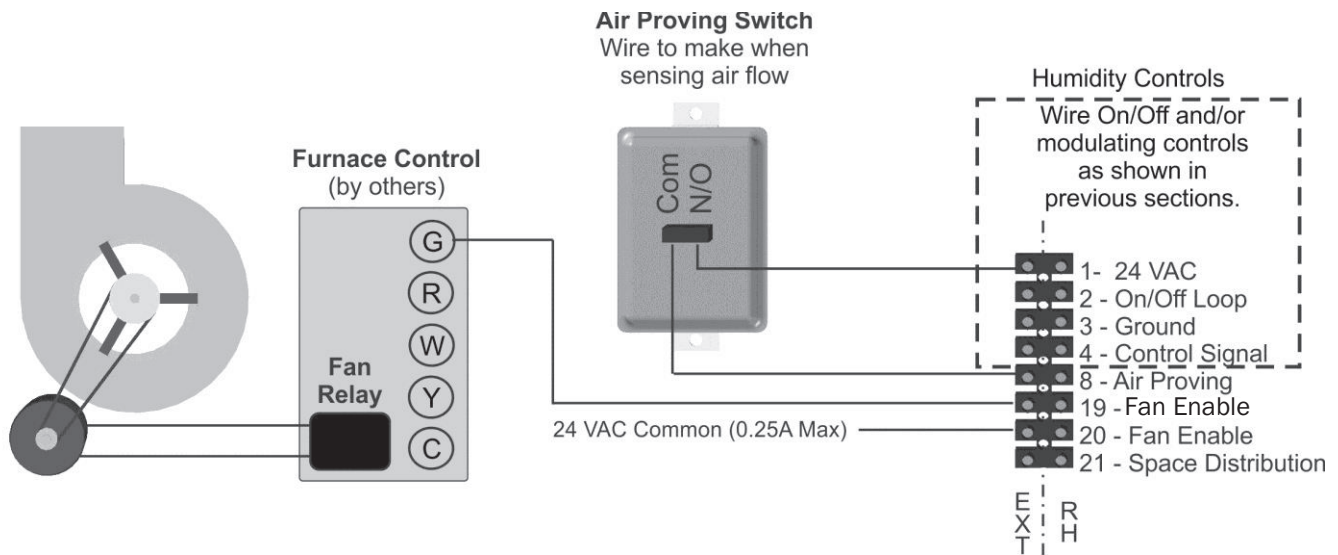 Air Proving Switch
Wire to make when
sensing air flow
Humidity Controls
Wire On/Off and/or
modulating controls
as shown in
previous sections.
Furnace Control
(by others)
Com
N/O
G
R
W
Y
C
Fan
Relay
1- 24 VAC
2 - On/Off Loop
3 - Ground
4 - Control Signal
8 - Air Proving
19 - Fan Enable
24 VAC Common (0.25A Max)
20 - Fan Enable
21 - Space Distribution
EXT
RH